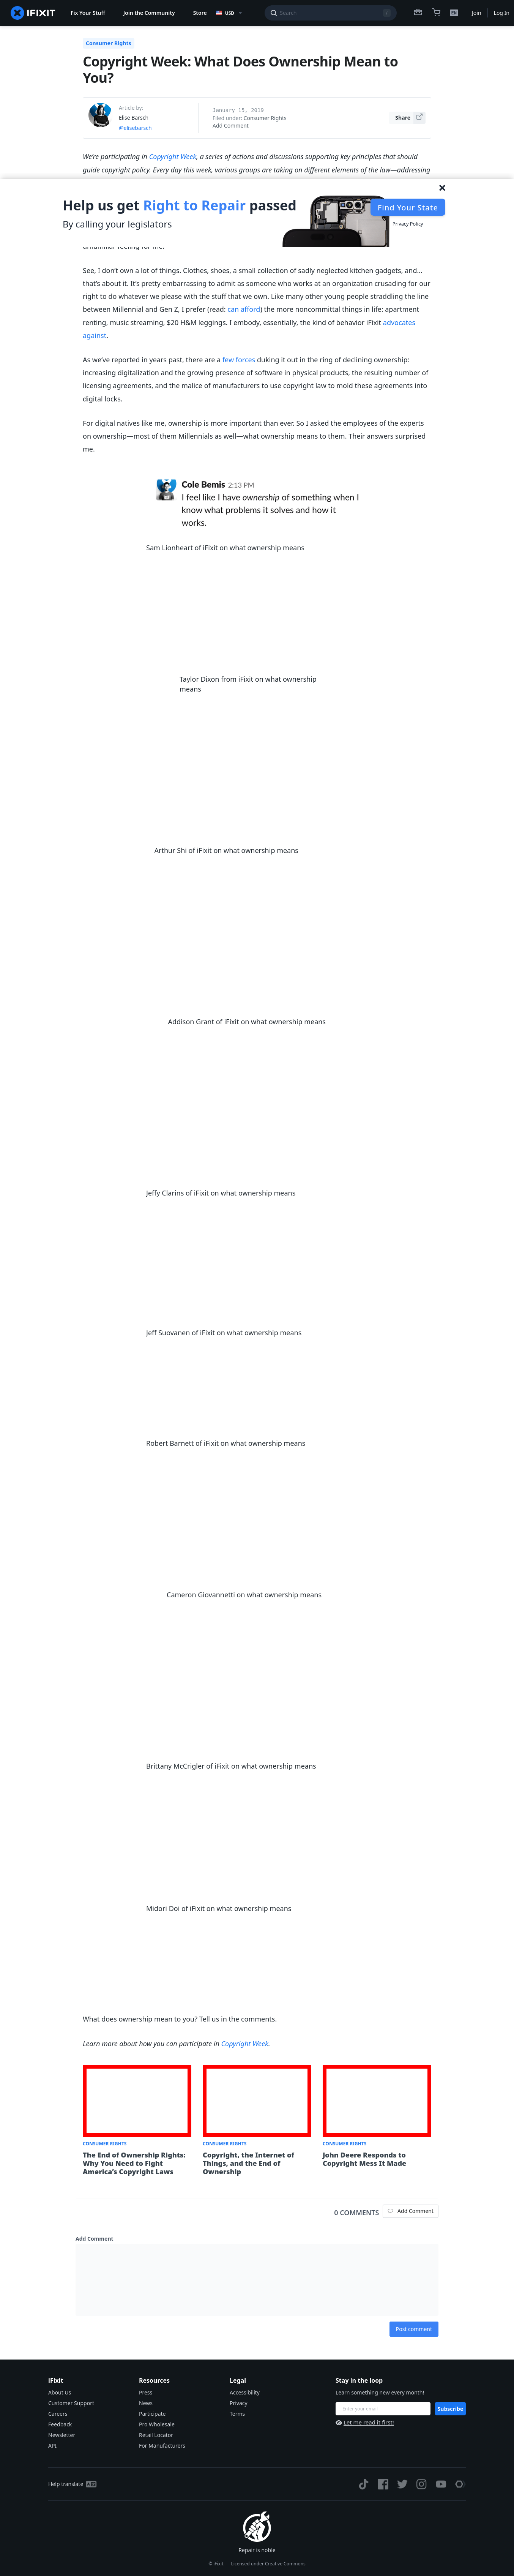 IFIXIT
Fix Your Stuff
Join the Community
Store
USD
Search
/
EN
Join
Log In
Consumer Rights
Copyright Week: What Does Ownership Mean to
You?
Article by:
Elise Barsch
@elisebarsch
January 15, 2019
Filed under: Consumer Rights
Add Comment
Share
We're participating in Copyright Week, a series of actions and discussions supporting key principles that should
guide copyright policy. Every day this week, various groups are taking on different elements of the law—addressing
Help us get Right to Repair passed
By calling your legislators
Find Your State
Privacy Policy
unfamiliar feeling for me.
See, I don't own a lot of things. Clothes, shoes, a small collection of sadly neglected kitchen gadgets, and…
that's about it. It's pretty embarrassing to admit as someone who works at an organization crusading for your
right to do whatever you please with the stuff that we own. Like many other young people straddling the line
between Millennial and Gen Z, I prefer (read: can afford) the more noncommittal things in life: apartment
renting, music streaming, $20 H&M leggings. I embody, essentially, the kind of behavior iFixit advocates
against.
As we've reported in years past, there are a few forces duking it out in the ring of declining ownership:
increasing digitalization and the growing presence of software in physical products, the resulting number of
licensing agreements, and the malice of manufacturers to use copyright law to mold these agreements into
digital locks.
For digital natives like me, ownership is more important than ever. So I asked the employees of the experts
on ownership—most of them Millennials as well—what ownership means to them. Their answers surprised
me.
Cole Bemis 2:13 PM
I feel like I have ownership of something when I
know what problems it solves and how it
works.
Sam Lionheart of iFixit on what ownership means
Taylor Dixon from iFixit on what ownership
means
Arthur Shi of iFixit on what ownership means
Addison Grant of iFixit on what ownership means
Jeffy Clarins of iFixit on what ownership means
Jeff Suovanen of iFixit on what ownership means
Robert Barnett of iFixit on what ownership means
Cameron Giovannetti on what ownership means
Brittany McCrigler of iFixit on what ownership means
Midori Doi of iFixit on what ownership means
What does ownership mean to you? Tell us in the comments.
Learn more about how you can participate in Copyright Week.
CONSUMER RIGHTS
The End of Ownership Rights:
Why You Need to Fight
America's Copyright Laws
CONSUMER RIGHTS
Copyright, the Internet of
Things, and the End of
Ownership
CONSUMER RIGHTS
John Deere Responds to
Copyright Mess It Made
0 COMMENTS
Add Comment
Add Comment
Post comment
iFixit
About Us
Customer Support
Careers
Feedback
Newsletter
API
Resources
Press
News
Participate
Pro Wholesale
Retail Locator
For Manufacturers
Legal
Accessibility
Privacy
Terms
Stay in the loop
Learn something new every month!
Enter your email
Subscribe
Let me read it first!
Help translate
Repair is noble
© iFixit — Licensed under Creative Commons